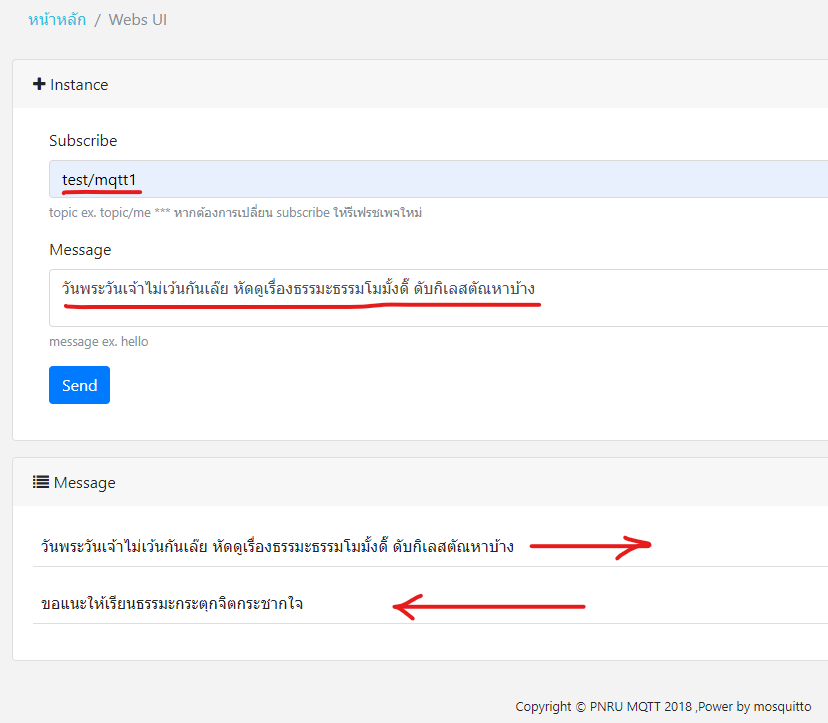 หน้าหลัก / Webs UI
Instance
Subscribe
test/mqtt1
topic ex. topic/me *** หากต้องการเปลี่ยน subscribe ให้รีเฟรชเพจใหม่
Message
วันพระวันเจ้าไม่เว้นกันเล๊ย หัดดูเรื่องธรรมะธรรมโมมั้งดิ๊ ดับกิเลสตัณหาบ้าง
message ex. hello
Send
Message
วันพระวันเจ้าไม่เว้นกันเล๊ย หัดดูเรื่องธรรมะธรรมโมมั้งดิ๊ ดับกิเลสตัณหาบ้าง
ขอแนะให้เรียนธรรมะกระตุกจิตกระชากใจ
Copyright © PNRU MQTT 2018 ,Power by mosquitto